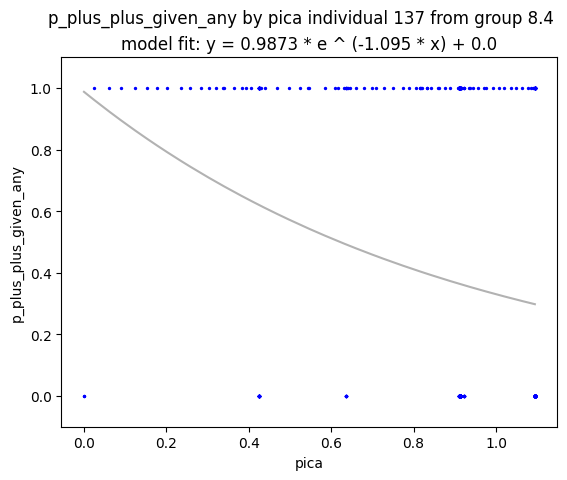 p_plus_plus_given_any by pica individual 137 from group 8.4
model fit: y = 0.9873 * e ^ (-1.095 * x) + 0.0
p_plus_plus_given_any
1.0
0.8
0.6
0.4
0.2
0.0
0.0 0.2 0.4 0.6 0.8 1.0
pica